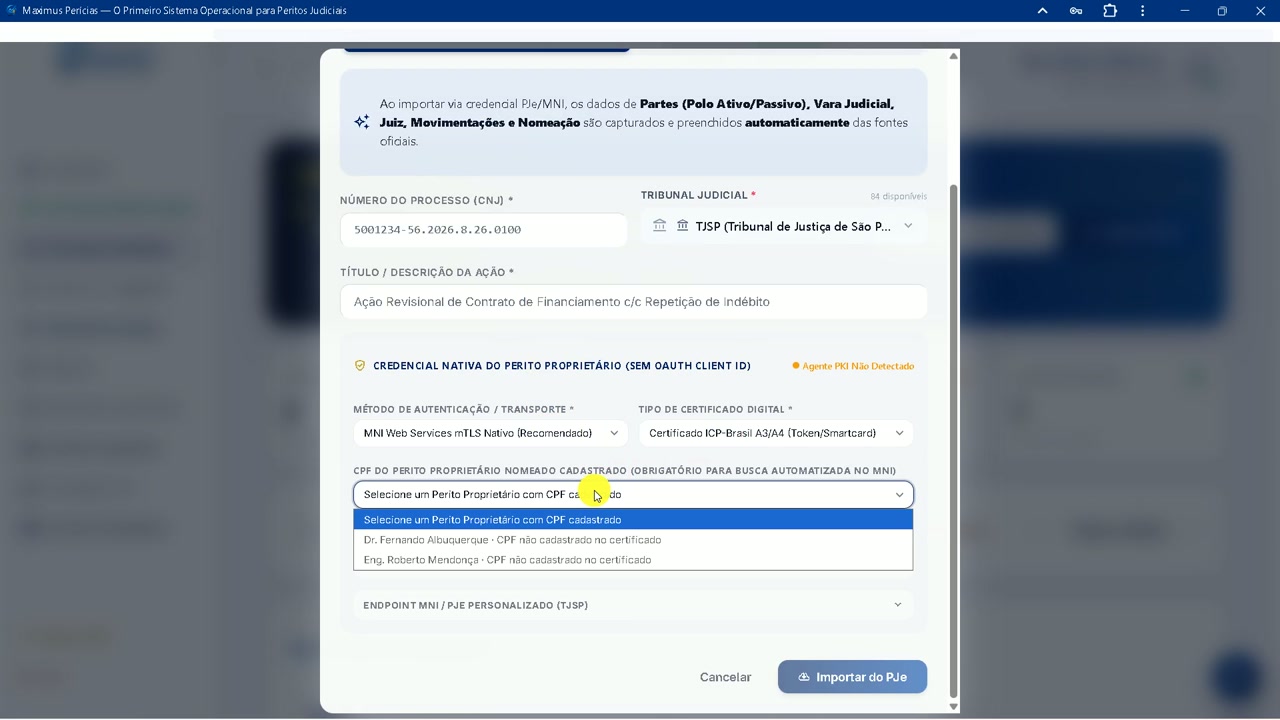 Maximus Perícias — O Primeiro Sistema Operacional para Peritos Judiciais
Ao importar via credencial PJe/MNI, os dados de Partes (Polo Ativo/Passivo), Vara Judicial,
Juiz, Movimentações e Nomeação são capturados e preenchidos automaticamente das fontes
oficiais.
NÚMERO DO PROCESSO (CNJ) *
TRIBUNAL JUDICIAL *
84 disponíveis
5001234-56.2026.8.26.0100
TJSP (Tribunal de Justiça de São P...
TÍTULO / DESCRIÇÃO DA AÇÃO *
Ação Revisional de Contrato de Financiamento c/c Repetição de Indébito
CREDENCIAL NATIVA DO PERITO PROPRIETÁRIO (SEM OAUTH CLIENT ID)
Agente PKI Não Detectado
MÉTODO DE AUTENTICAÇÃO / TRANSPORTE *
TIPO DE CERTIFICADO DIGITAL *
MNI Web Services mTLS Nativo (Recomendado)
Certificado ICP-Brasil A3/A4 (Token/Smartcard)
CPF DO PERITO PROPRIETÁRIO NOMEADO CADASTRADO (OBRIGATÓRIO PARA BUSCA AUTOMATIZADA NO MNI)
Selecione um Perito Proprietário com CPF cadastrado
Selecione um Perito Proprietário com CPF cadastrado
Dr. Fernando Albuquerque · CPF não cadastrado no certificado
Eng. Roberto Mendonça · CPF não cadastrado no certificado
ENDPOINT MNI / PJE PERSONALIZADO (TJSP)
Cancelar
Importar do PJe